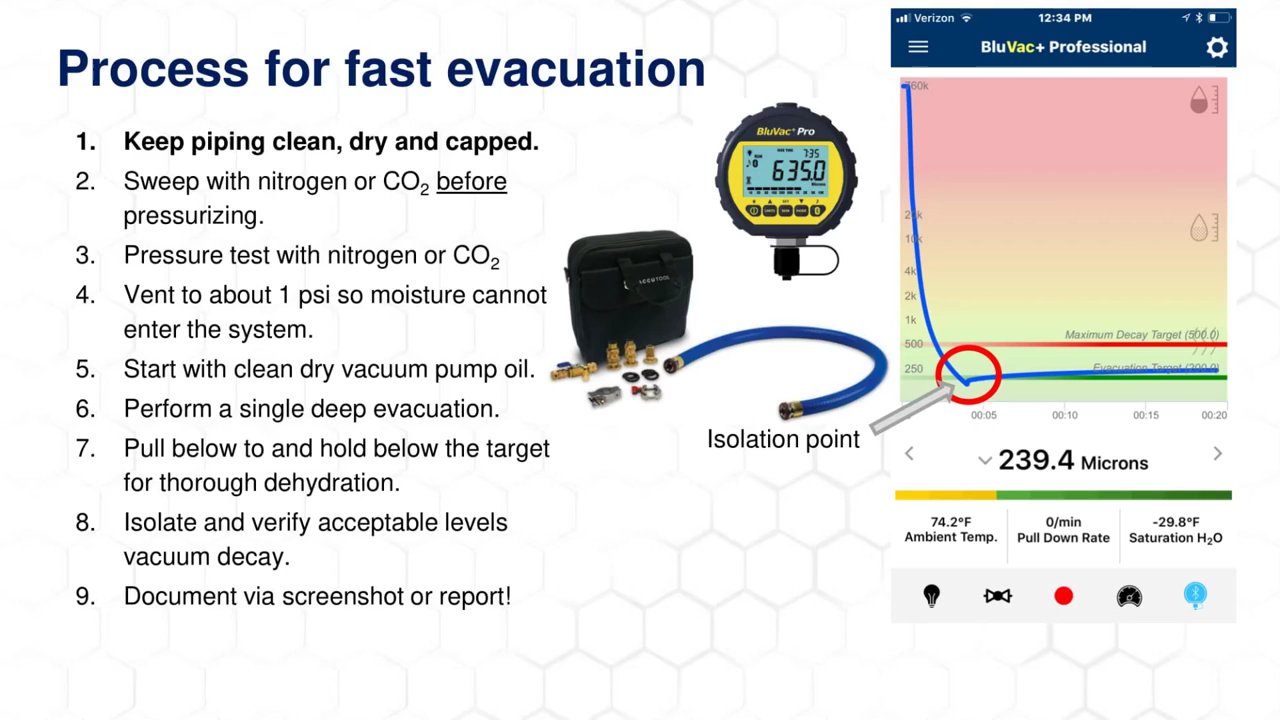 Process for fast evacuation
1. Keep piping clean, dry and capped.
2. Sweep with nitrogen or CO2 before
pressurizing.
3. Pressure test with nitrogen or CO2
4. Vent to about 1 psi so moisture cannot
enter the system.
5. Start with clean dry vacuum pump oil.
6. Perform a single deep evacuation.
7. Pull below to and hold below the target
for thorough dehydration.
8. Isolate and verify acceptable levels
vacuum decay.
9. Document via screenshot or report!
BluVac+ Pro
7:35
635.0
Microns
Isolation point
Verizon 12:34 PM
BluVac+ Professional
760k
10k
4k
2k
1k
Maximum Decay Target (500.0)
500
250 Evacuation Target (200.0)
00:05 00:10 00:15 00:20
239.4 Microns
74.2°F 0/min -29.8°F
Ambient Temp. Pull Down Rate Saturation H2O